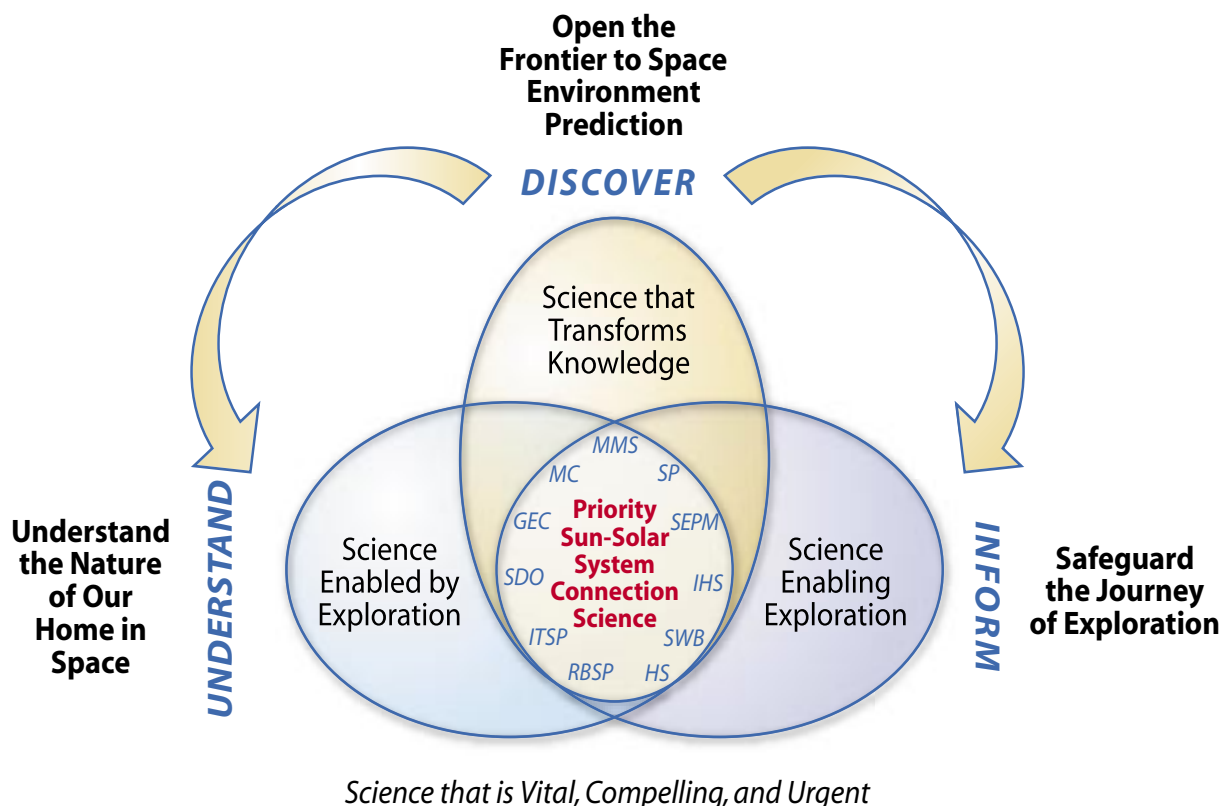 Open the
Frontier to Space
Environment
Prediction
DISCOVER
Science that
Transforms
Knowledge
UNDERSTAND
Understand
the Nature
of Our
Home in
Space
Science
Enabled by
Exploration
MMS
MC
SP
GEC
SEPM
SDO
IHS
ITSP
SWB
RBSP
HS
Priority
Sun-Solar
System
Connection
Science
Science
Enabling
Exploration
INFORM
Safeguard
the Journey
of Exploration
Science that is Vital, Compelling, and Urgent